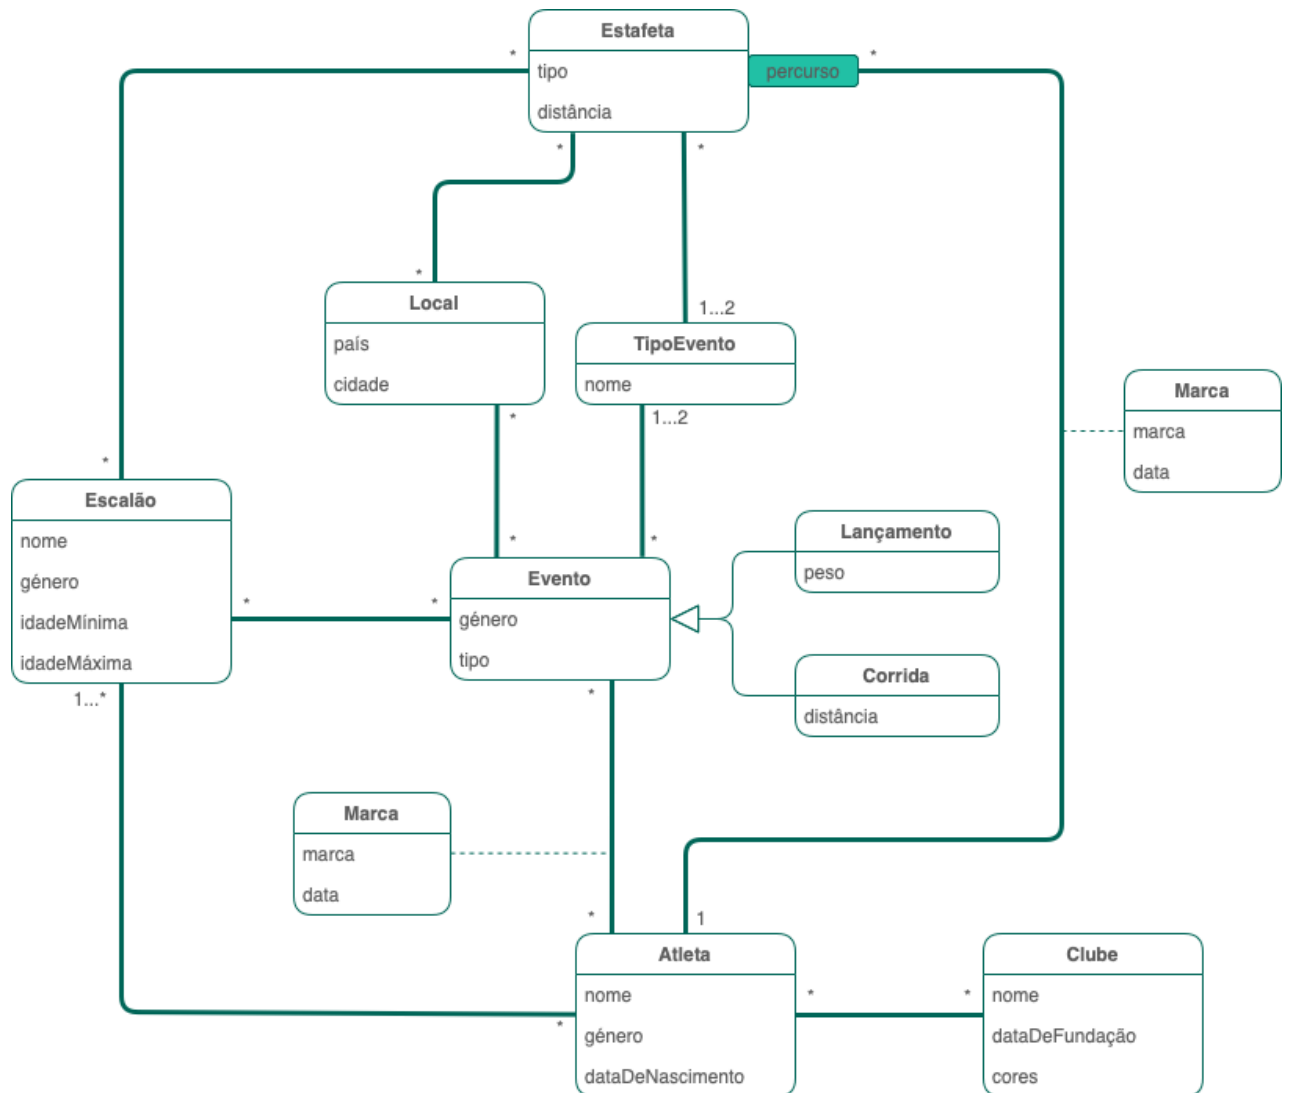 Estafeta
*
tipo
percurso
*
distância
*
*
*
1...2
Local
país
cidade
TipoEvento
nome
*
1...2
Marca
marca
data
*
Escalão
nome
género
idadeMínima
idadeMáxima
1...*
*
*
*
*
Evento
género
tipo
*
Lançamento
peso
Corrida
distância
Marca
marca
data
*
1
Atleta
nome
género
dataDeNascimento
*
*
*
Clube
nome
dataDeFundação
cores